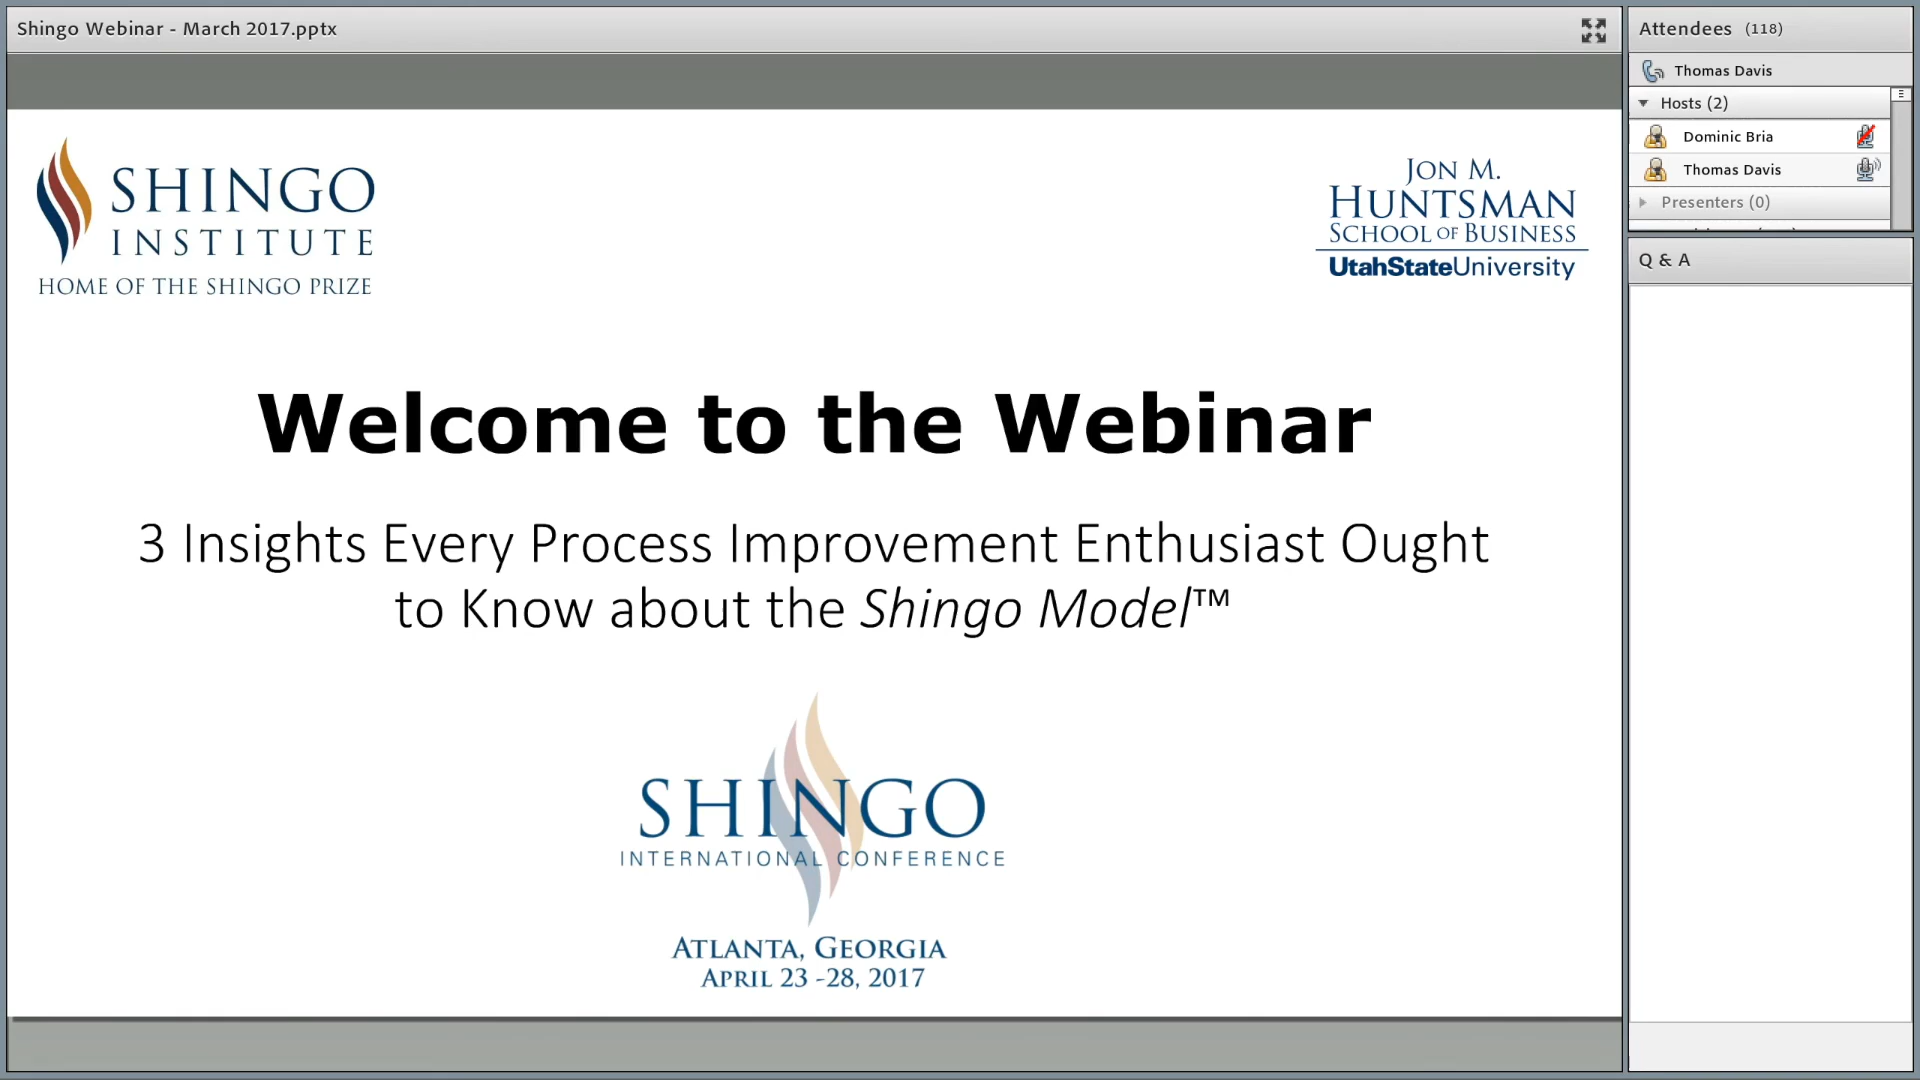 Shingo Webinar - March 2017.pptx
SHINGO
INSTITUTE
HOME OF THE SHINGO PRIZE
JON M.
HUNTSMAN
SCHOOL OF BUSINESS
UtahStateUniversity
Welcome to the Webinar
3 Insights Every Process Improvement Enthusiast Ought
to Know about the Shingo Model™
SHINGO
INTERNATIONAL CONFERENCE
ATLANTA, GEORGIA
APRIL 23 -28, 2017
Attendees (118)
Thomas Davis
Hosts (2)
Dominic Bria
Thomas Davis
Presenters (0)
Q & A